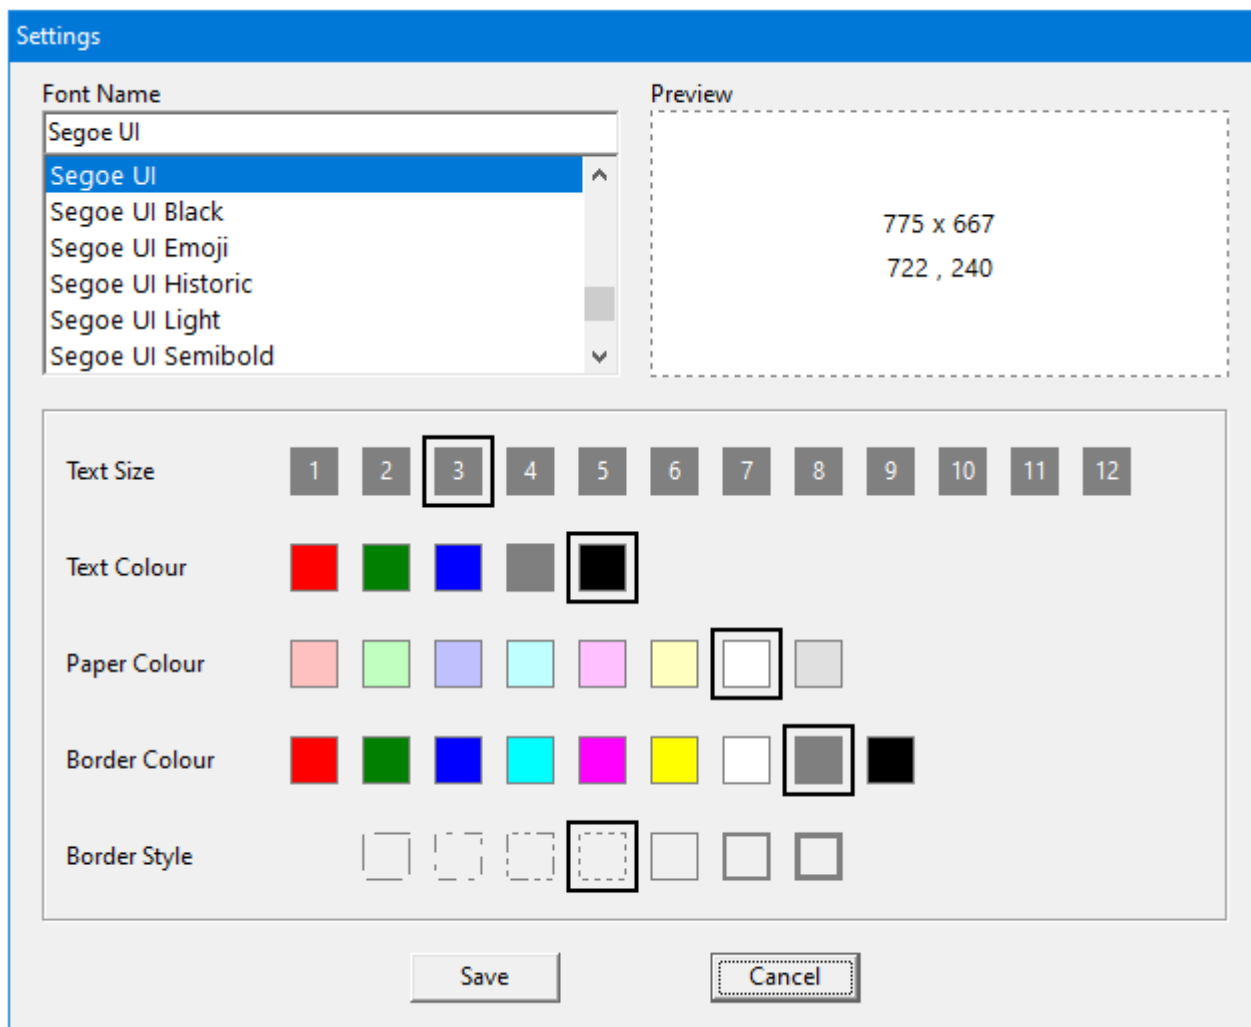 Settings
Font Name
Segoe UI
Segoe UI
Segoe UI Black
Segoe UI Emoji
Segoe UI Historic
Segoe UI Light
Segoe UI Semibold
Preview
775 x 667
722 , 240
Text Size 1 2 3 4 5 6 7 8 9 10 11 12
Text Colour
Paper Colour
Border Colour
Border Style
Save Cancel